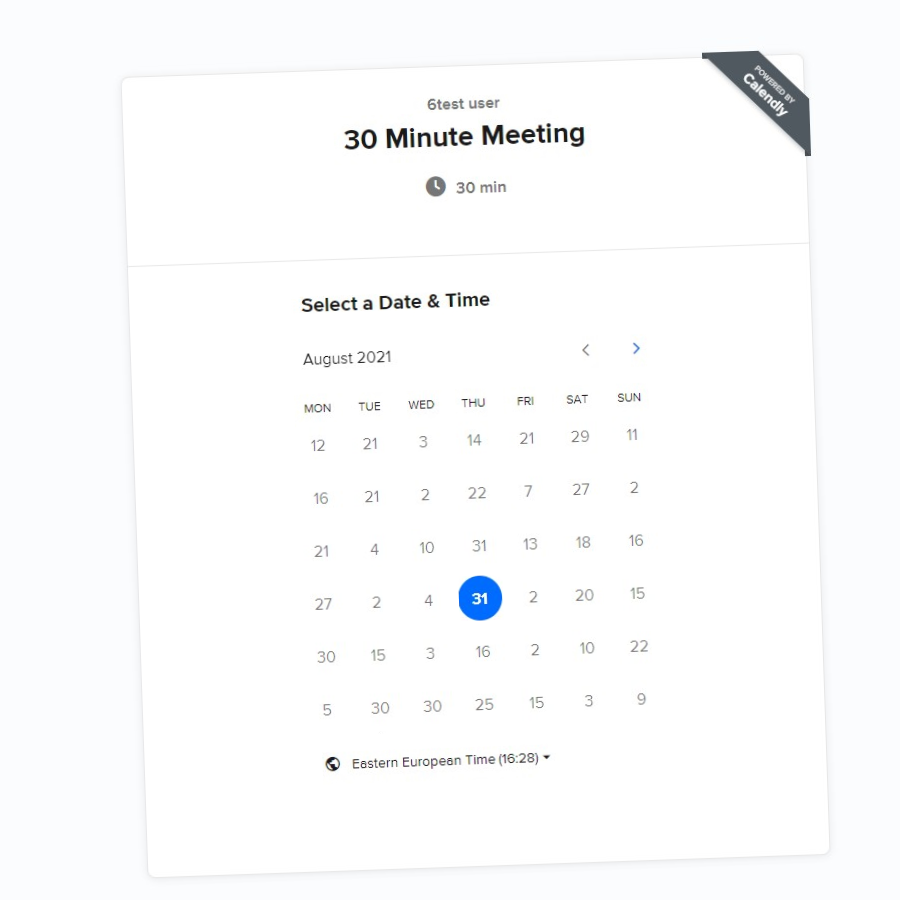 POWERED BY
Calendly
6test user
30 Minute Meeting
30 min
Select a Date & Time
August 2021
MON TUE WED THU FRI SAT SUN
12 21 3 14 21 29 11
16 21 2 22 7 27 2
21 4 10 31 13 18 16
27 2 4 31 2 20 15
30 15 3 16 2 10 22
5 30 30 25 15 3 9
Eastern European Time (16:28)